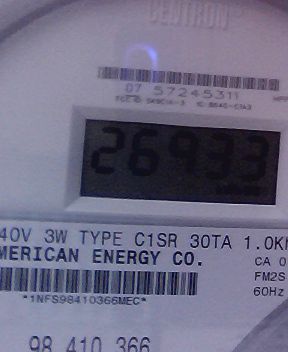 CENTRON
07 57245311
26933
40V 3W TYPE C1SR 30TA 1.0Kh
MERICAN ENERGY CO.
CA 0
FM2S
60Hz
*1NFS98410366MEC*
98 410 366